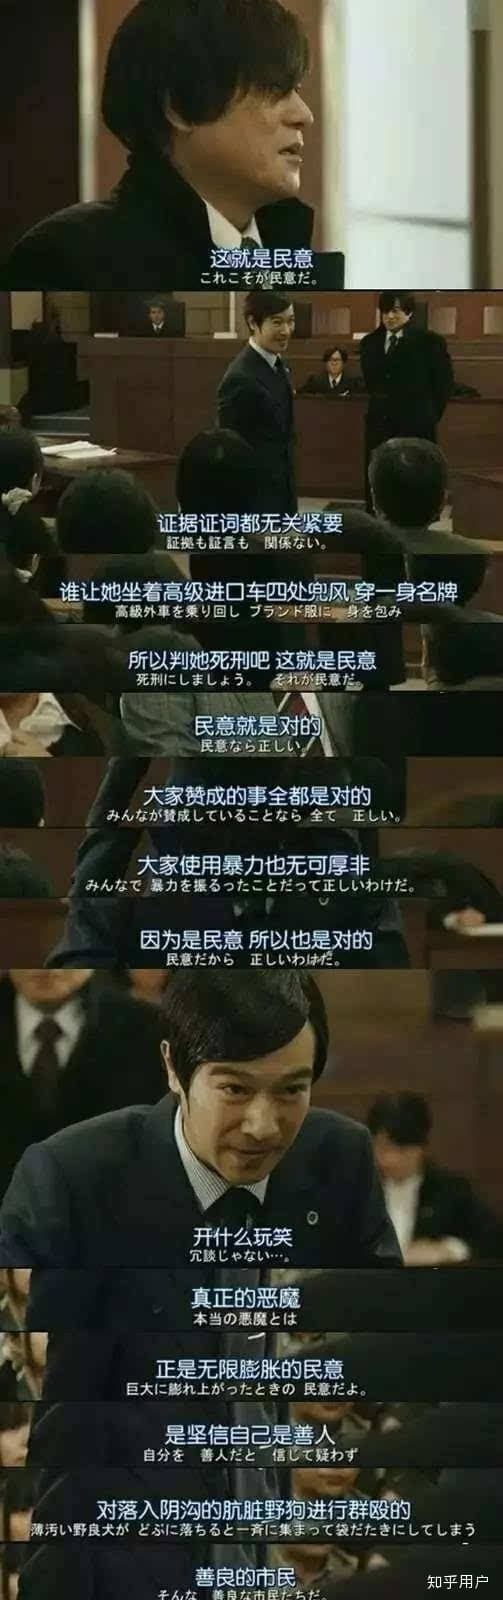 这就是民意
これこそが民意だ。
证据证词都无关紧要
証拠も証言も 関係ない。
谁让她坐着高级进口车四处兜风 穿一身名牌
高級外車を乗り回し ブランド服に 身を包み
所以判她死刑吧 这就是民意
死刑にしましょう。 それが民意だ。
民意就是对的
民意なら正しい。
大家赞成的事全都是对的
みんなが賛成していることなら 全て 正しい。
大家使用暴力也无可厚非
みんなで 暴力を振るったことだって正しいわけだ。
因为是民意 所以也是对的
民意だから 正しいわけだ。
开什么玩笑
冗談じゃない…。
真正的恶魔
本当の悪魔とは
正是无限膨胀的民意
巨大に膨れ上がったときの 民意だよ。
是坚信自己是善人
自分を 善人だと 信じて疑わず
对落入阴沟的肮脏野狗进行群殴的
薄汚い野良犬が どぶに落ちると一斉に集まって袋だたきにしてしまう
善良的市民
そんな 善良な市民たちだ。
知乎用户